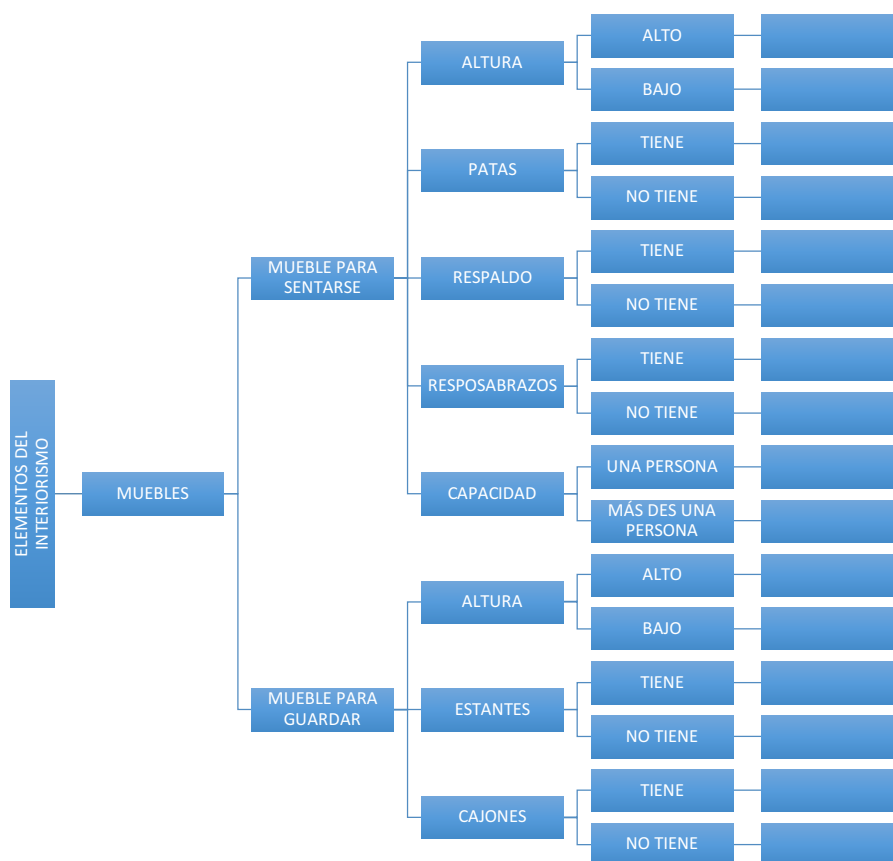 ELEMENTOS DEL
INTERIORISMO
MUEBLES
MUEBLE PARA
SENTARSE
ALTURA
ALTO
BAJO
PATAS
TIENE
NO TIENE
RESPALDO
TIENE
NO TIENE
RESPOSABRAZOS
TIENE
NO TIENE
CAPACIDAD
UNA PERSONA
MÁS DES UNA
PERSONA
MUEBLE PARA
GUARDAR
ALTURA
ALTO
BAJO
ESTANTES
TIENE
NO TIENE
CAJONES
TIENE
NO TIENE